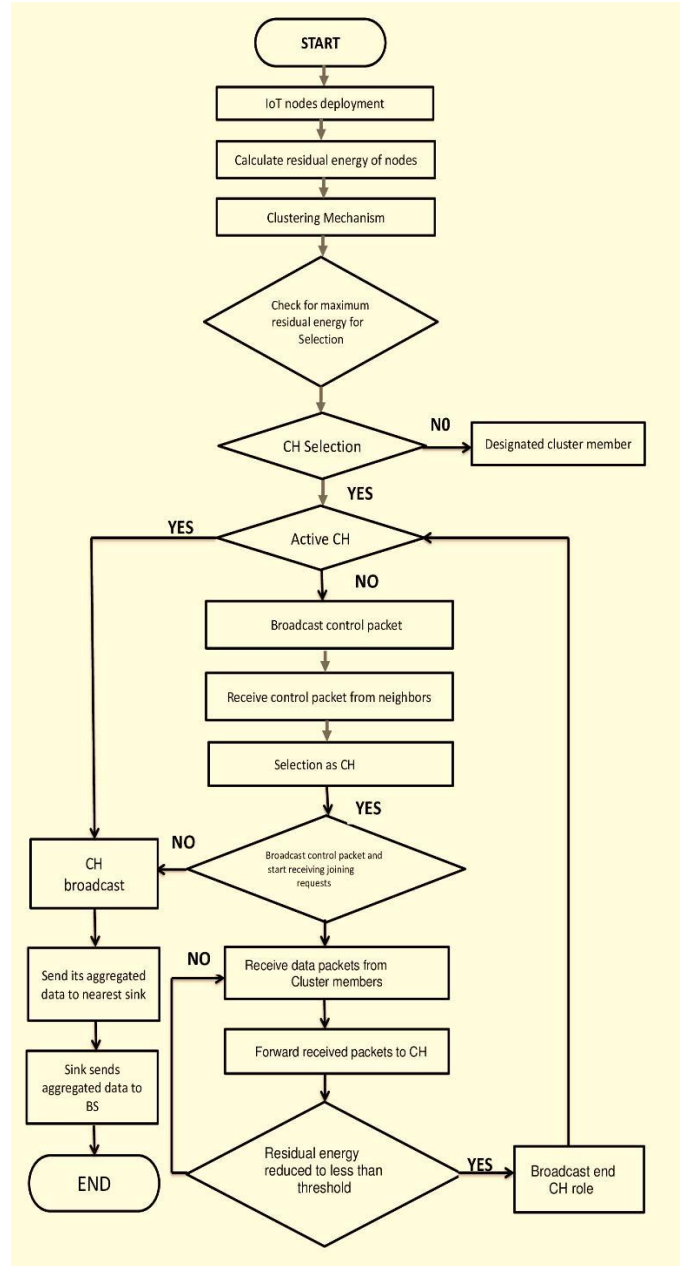 START
IoT nodes deployment
Calculate residual energy of nodes
Clustering Mechanism
Check for maximum
residual energy for
Selection
N0
CH Selection
Designated cluster member
YES
YES
Active CH
NO
Broadcast control packet
Receive control packet from neighbors
Selection as CH
YES
NO
Broadcast control packet and
start receiving joining
requests
CH
broadcast
NO
Receive data packets from
Cluster members
Send its aggregated
data to nearest sink
Forward received packets to CH
Sink sends
aggregated data to
BS
Residual energy
reduced to less than
threshold
YES
Broadcast end
CH role
END